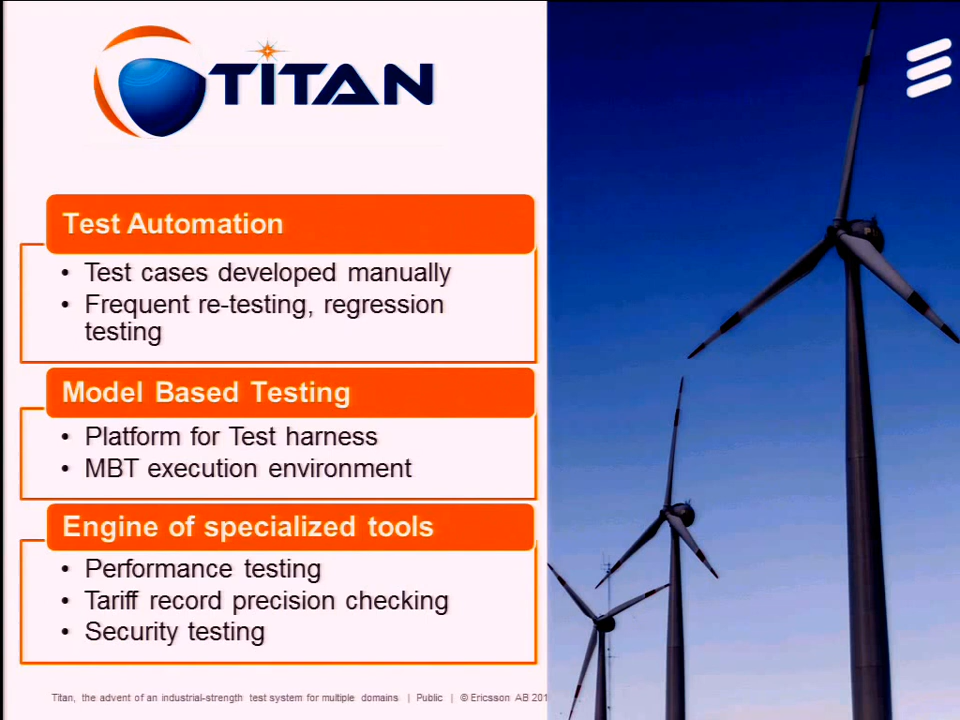 TITAN
Test Automation
• Test cases developed manually
• Frequent re-testing, regression
testing
Model Based Testing
• Platform for Test harness
• MBT execution environment
Engine of specialized tools
• Performance testing
• Tariff record precision checking
• Security testing
Titan, the advent of an industrial-strength test system for multiple domains | Public | © Ericsson AB 201